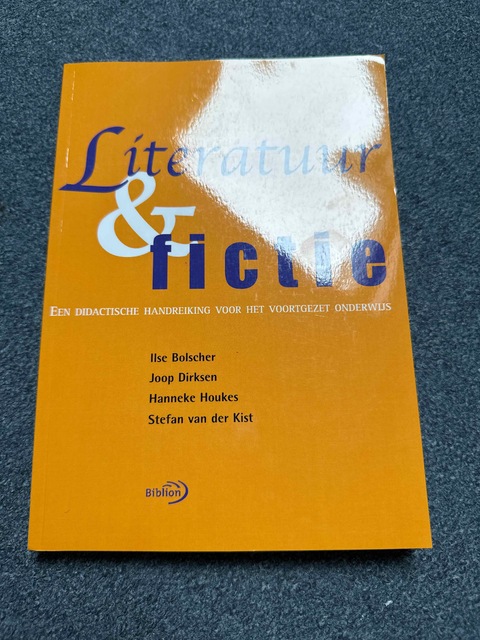 Literatuur
&
fictie
EEN DIDACTISCHE HANDREIKING VOOR HET VOORTGEZET ONDERWIJS
Ilse Bolscher
Joop Dirksen
Hanneke Houkes
Stefan van der Kist
Biblion